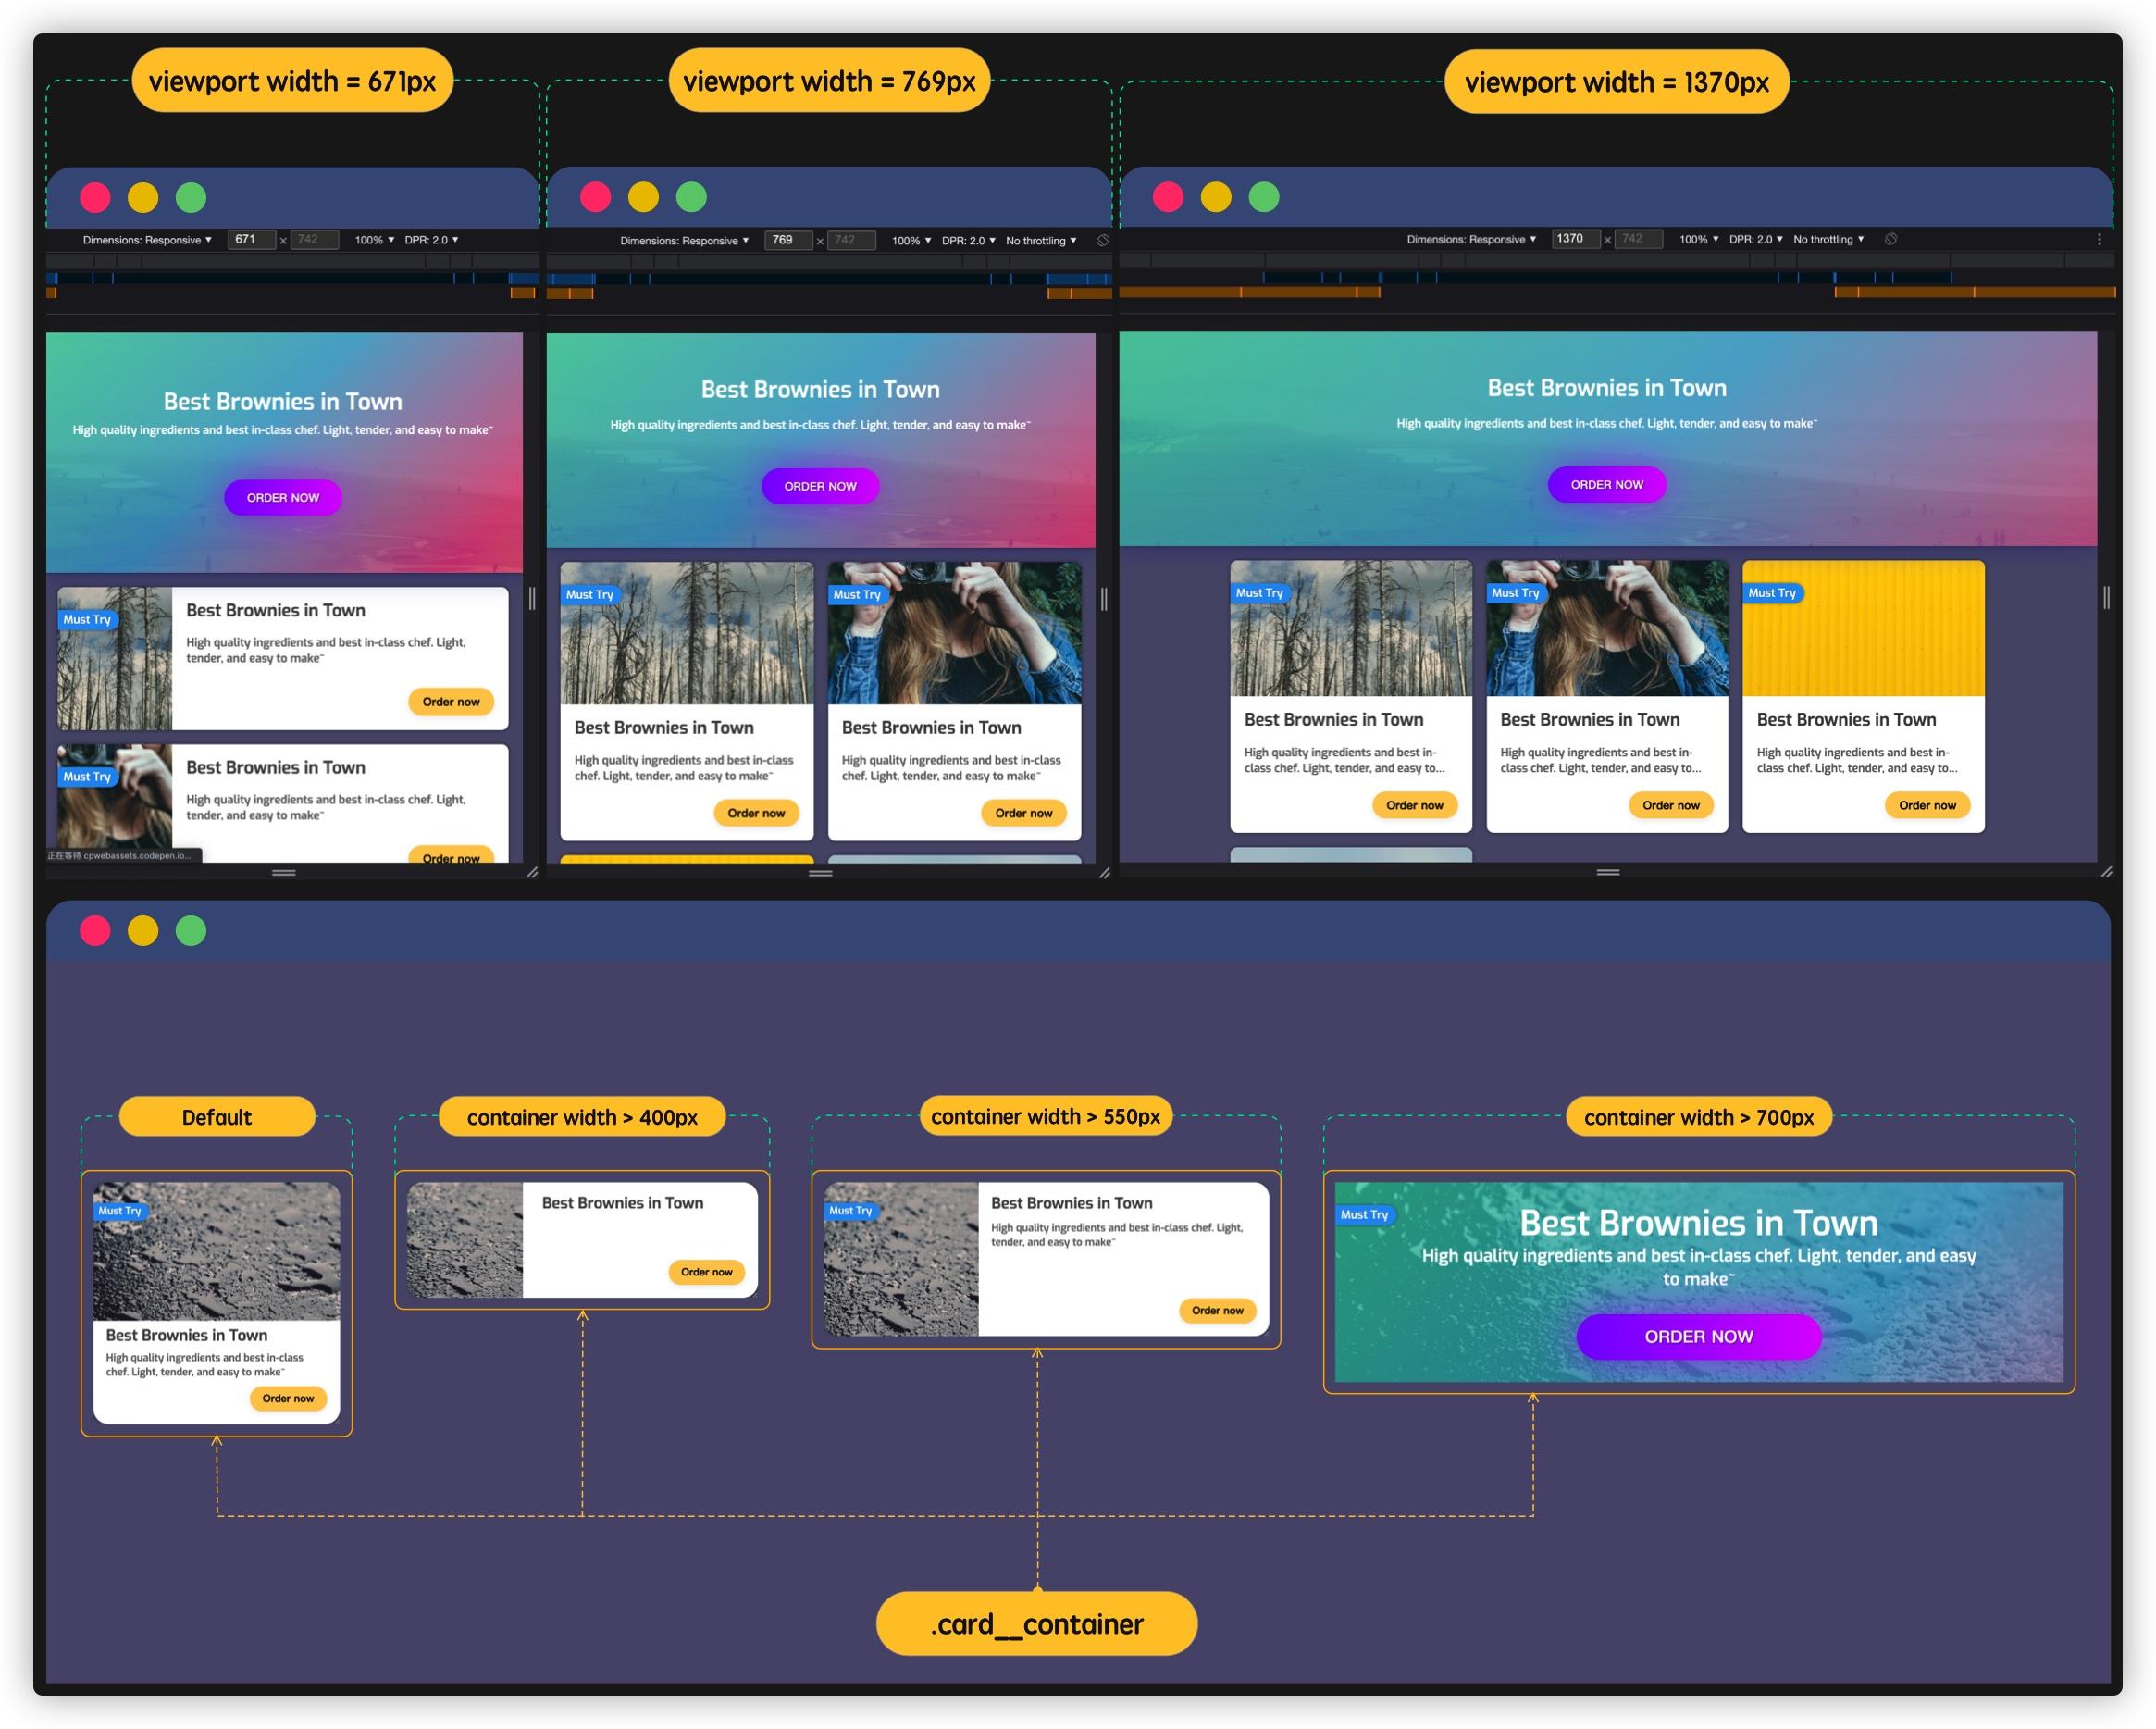 viewport width = 671px
Dimensions: Responsive ▼ 671 × 742 100% ▼ DPR: 2.0 ▼
Best Brownies in Town
High quality ingredients and best in-class chef. Light, tender, and easy to make~
ORDER NOW
Must Try
Best Brownies in Town
High quality ingredients and best in-class chef. Light,
tender, and easy to make~
Order now
Must Try
Best Brownies in Town
High quality ingredients and best in-class chef. Light,
tender, and easy to make~
Order now
正在等待 cpwebassets.codepen.io...
viewport width = 769px
Dimensions: Responsive ▼ 769 × 742 100% ▼ DPR: 2.0 ▼ No throttling ▼
Best Brownies in Town
High quality ingredients and best in-class chef. Light, tender, and easy to make~
ORDER NOW
Must Try
Best Brownies in Town
High quality ingredients and best in-class
chef. Light, tender, and easy to make~
Order now
Must Try
Best Brownies in Town
High quality ingredients and best in-class
chef. Light, tender, and easy to make~
Order now
viewport width = 1370px
Dimensions: Responsive ▼ 1370 × 742 100% ▼ DPR: 2.0 ▼ No throttling ▼
Best Brownies in Town
High quality ingredients and best in-class chef. Light, tender, and easy to make~
ORDER NOW
Must Try
Best Brownies in Town
High quality ingredients and best in-
class chef. Light, tender, and easy to...
Order now
Must Try
Best Brownies in Town
High quality ingredients and best in-
class chef. Light, tender, and easy to...
Order now
Must Try
Best Brownies in Town
High quality ingredients and best in-
class chef. Light, tender, and easy to...
Order now
Default
Must Try
Best Brownies in Town
High quality ingredients and best in-class
chef. Light, tender, and easy to make~
Order now
container width > 400px
Best Brownies in Town
Order now
container width > 550px
Must Try
Best Brownies in Town
High quality ingredients and best in-class chef. Light,
tender, and easy to make~
Order now
container width > 700px
Must Try
Best Brownies in Town
High quality ingredients and best in-class chef. Light, tender, and easy
to make~
ORDER NOW
.card__container